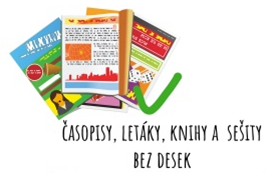 ČASOPISY, LETÁKY, KNIHY A SEŠITY
BEZ DESEK